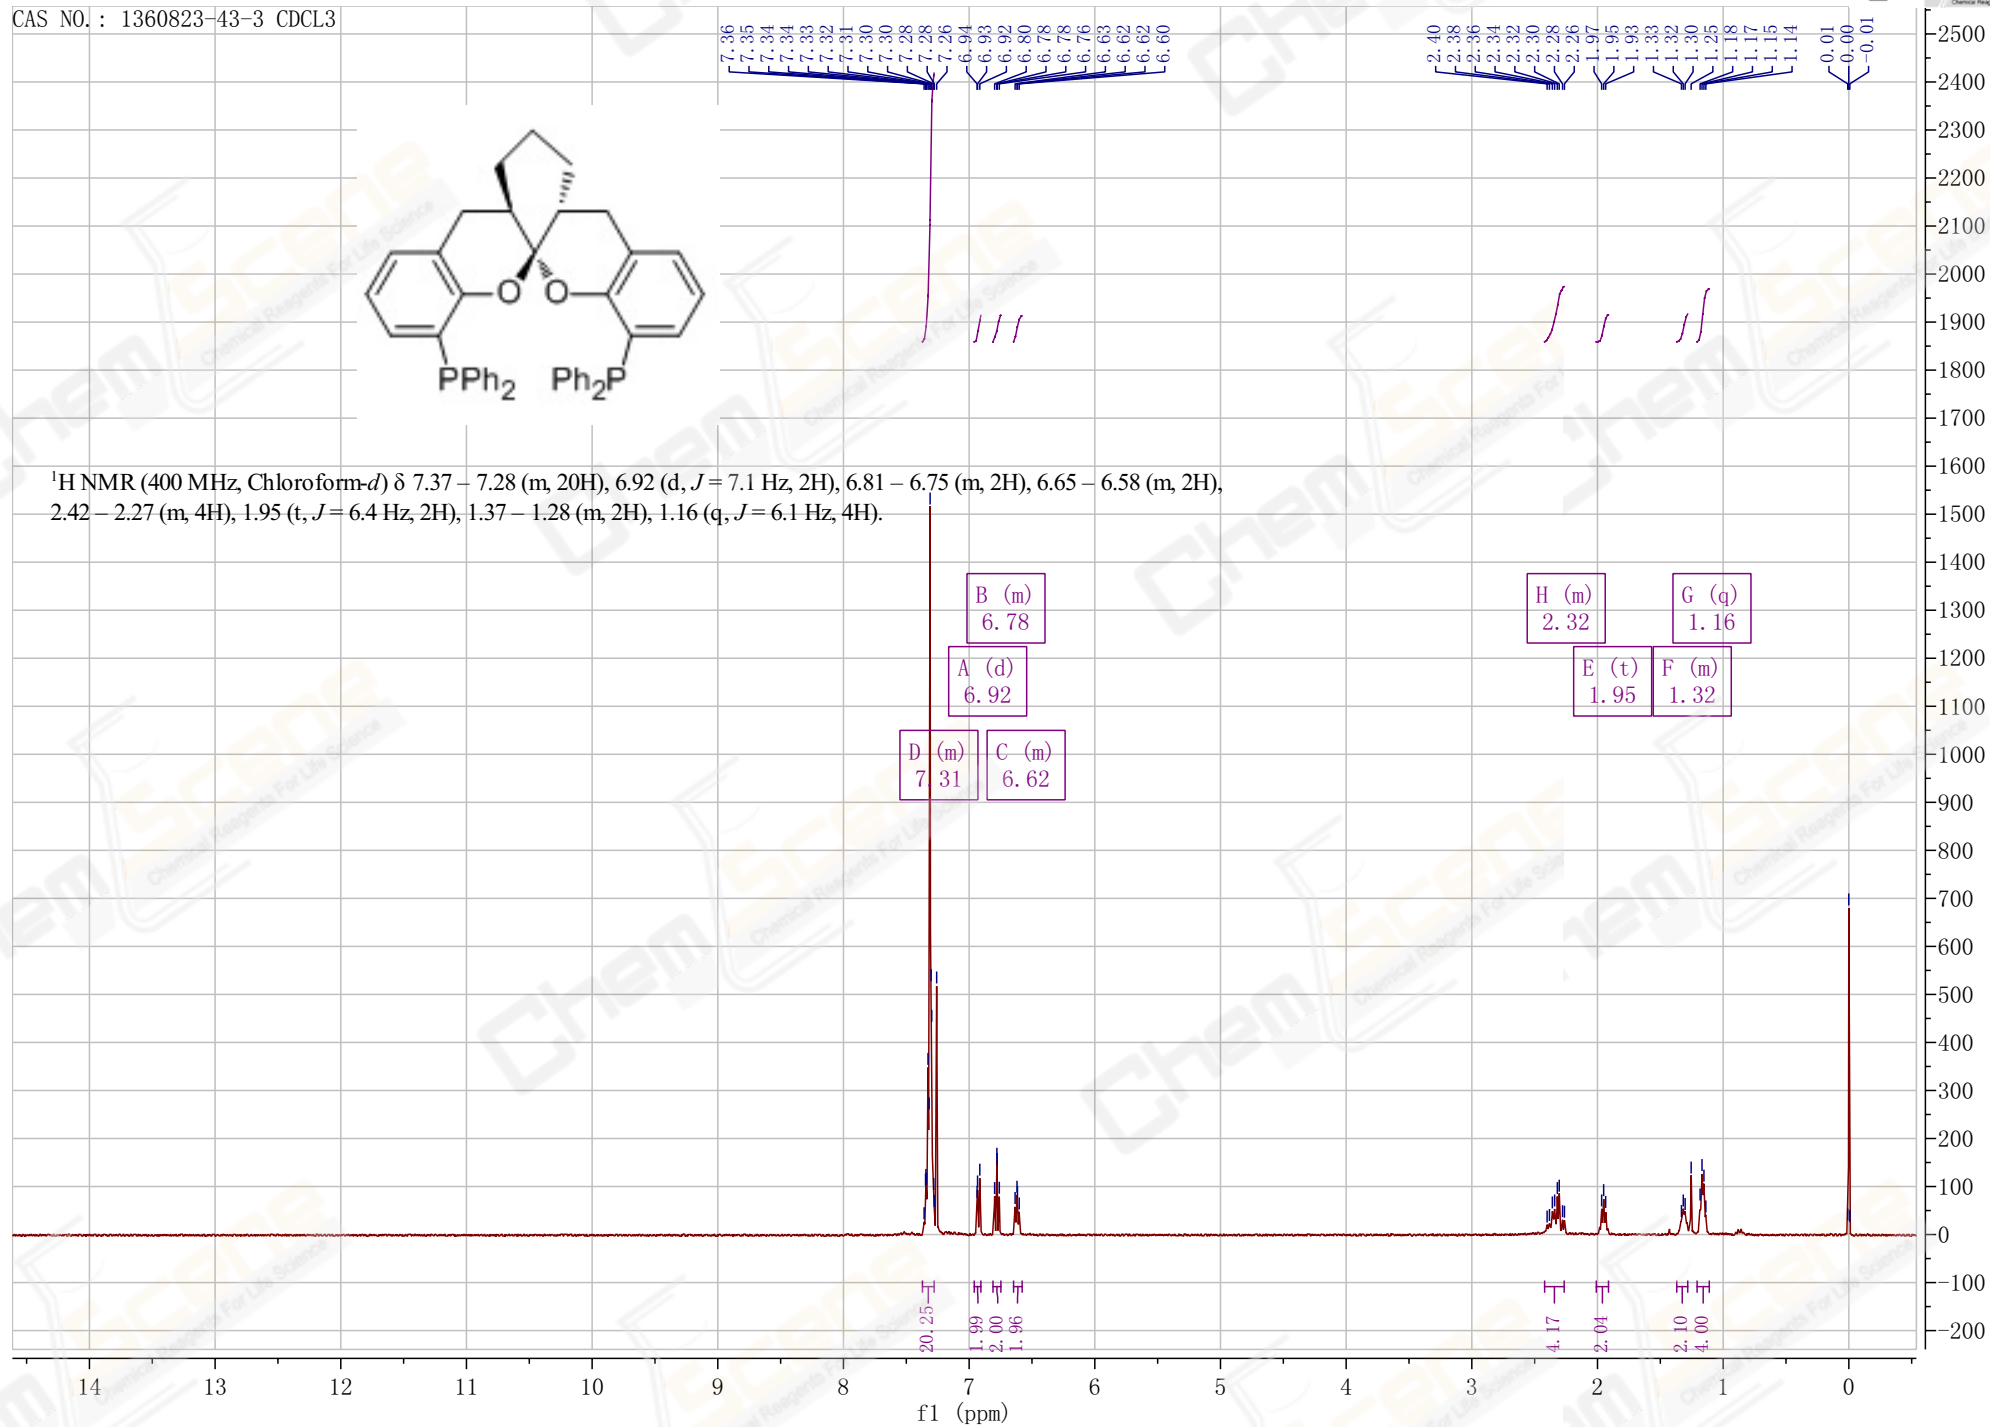 CAS NO.: 1360823-43-3 CDCL3
7.36 7.35 7.34 7.34 7.33 7.32 7.31 7.30 7.30 7.28 7.28 7.26 6.94 6.93 6.92 6.80 6.78 6.78 6.76 6.63 6.62 6.62 6.60
2.40 2.38 2.36 2.34 2.32 2.30 2.28 2.26 1.97 1.95 1.93 1.33 1.32 1.30 1.25 1.18 1.17 1.15 1.14
0.01 0.00 -0.01
O O
PPh2 Ph2P
1H NMR (400 MHz, Chloroform-d) δ 7.37 – 7.28 (m, 20H), 6.92 (d, J = 7.1 Hz, 2H), 6.81 – 6.75 (m, 2H), 6.65 – 6.58 (m, 2H),
2.42 – 2.27 (m, 4H), 1.95 (t, J = 6.4 Hz, 2H), 1.37 – 1.28 (m, 2H), 1.16 (q, J = 6.1 Hz, 4H).
B (m)
6.78
H (m)
2.32
G (q)
1.16
A (d)
6.92
E (t)
1.95
F (m)
1.32
D (m)
7.31
C (m)
6.62
20.25 1.99 2.00 1.96 4.17 2.04 2.10 4.00
14 13 12 11 10 9 8 7 6 5 4 3 2 1 0
f1 (ppm)
2500
2400
2300
2200
2100
2000
1900
1800
1700
1600
1500
1400
1300
1200
1100
1000
900
800
700
600
500
400
300
200
100
0
-100
-200
ChemScene
Chemical Reagents For Life Science